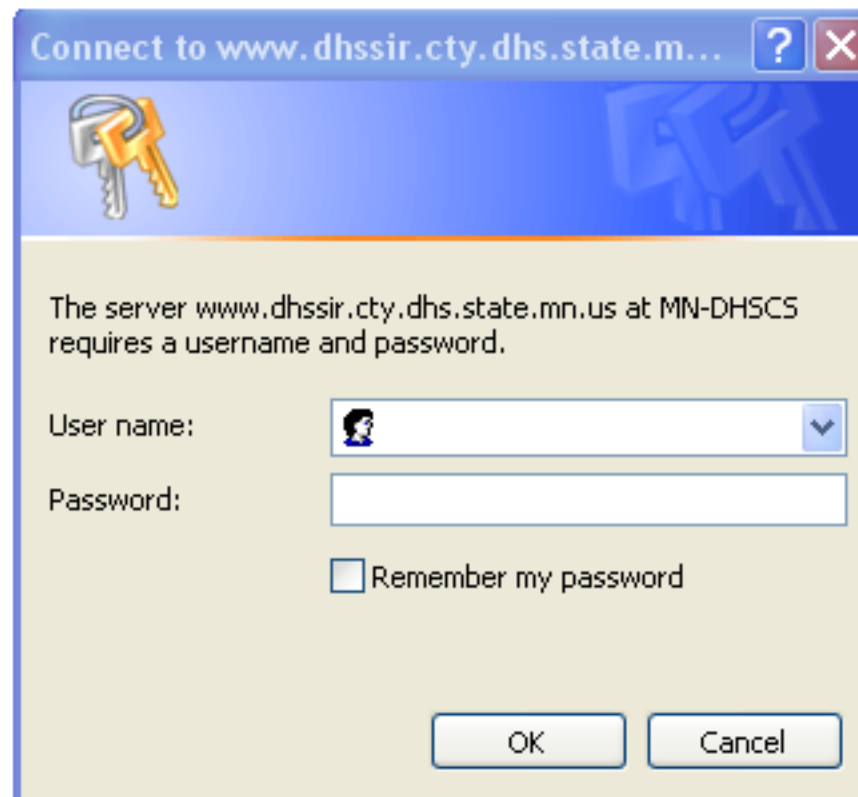 Connect to www.dhssir.cty.dhs.state.m... ?
The server www.dhssir.cty.dhs.state.mn.us at MN-DHSCS
requires a username and password.
User name:
Password:
Remember my password
OK Cancel